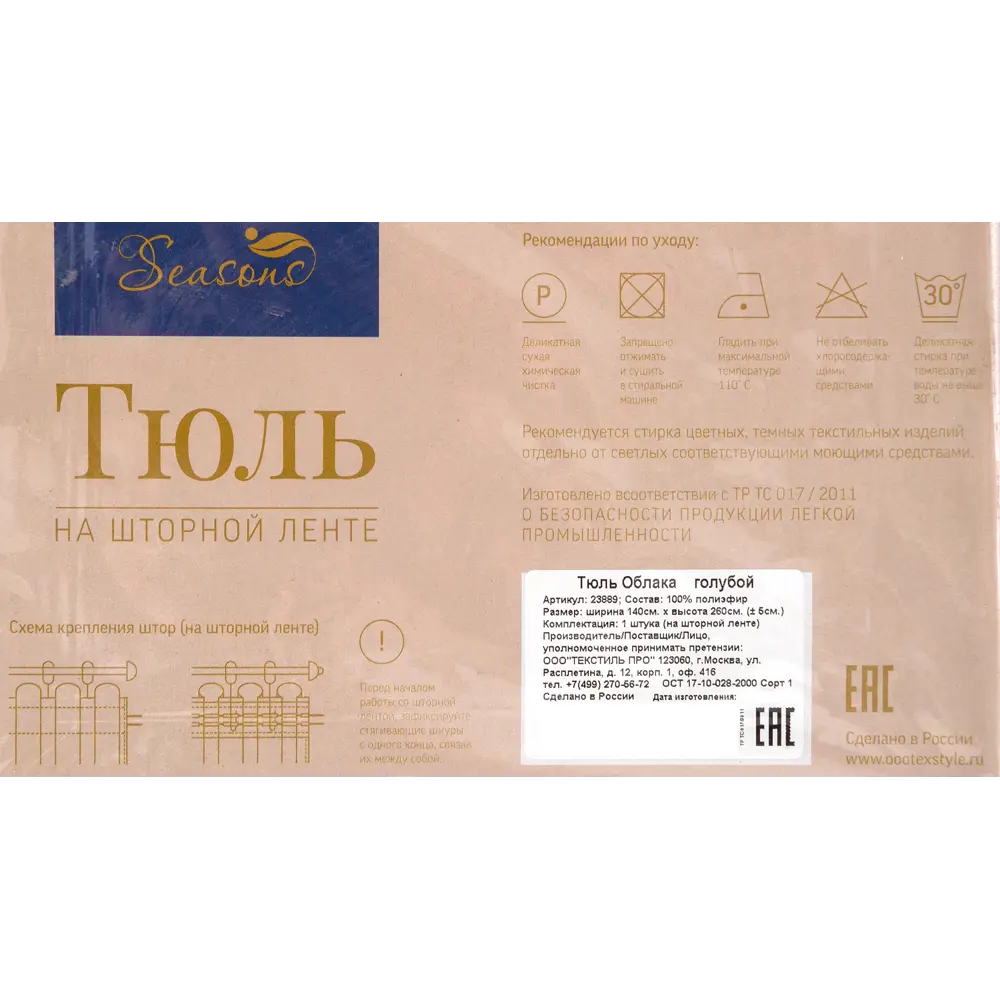 Seasons
Тюль
НА ШТОРНОЙ ЛЕНТЕ
Схема крепления штор (на шторной ленте)
!
Перед началом
работы со шторной
лентой, зафиксируйте
стягивающие шнуры
с одного конца, связав
их между собой.
Рекомендации по уходу:
P
Деликатная
сухая
химическая
чистка
Запрещено
отжимать
и сушить
в стиральной
машине
Гладить при
максимальной
температуре
110°С
Не отбеливать
хлоросодержа-
щими
средствами
30°
Деликатная
стирка при
температуре
воды не выше
30°С
Рекомендуется стирка цветных, темных текстильных изделий
отдельно от светлых соответствующими моющими средствами.
Изготовлено всоответствии с ТР ТС 017 / 2011
О БЕЗОПАСНОСТИ ПРОДУКЦИИ ЛЕГКОЙ
ПРОМЫШЛЕННОСТИ
Тюль Облака голубой
Артикул: 23889; Состав: 100% полиэфир
Размер: ширина 140см. х высота 260см. (± 5см.)
Комплектация: 1 штука (на шторной ленте)
Производитель/Поставщик/Лицо,
уполномоченное принимать претензии:
ООО"ТЕКСТИЛЬ ПРО" 123060, г.Москва, ул.
Расплетина, д. 12, корп. 1, оф. 416
тел. +7(499) 270-56-72 ОСТ 17-10-028-2000 Сорт 1
Сделано в России Дата изготовления:
ТР ТС 017/2011
EAC
EAC
Сделано в России
www.oootexstyle.ru